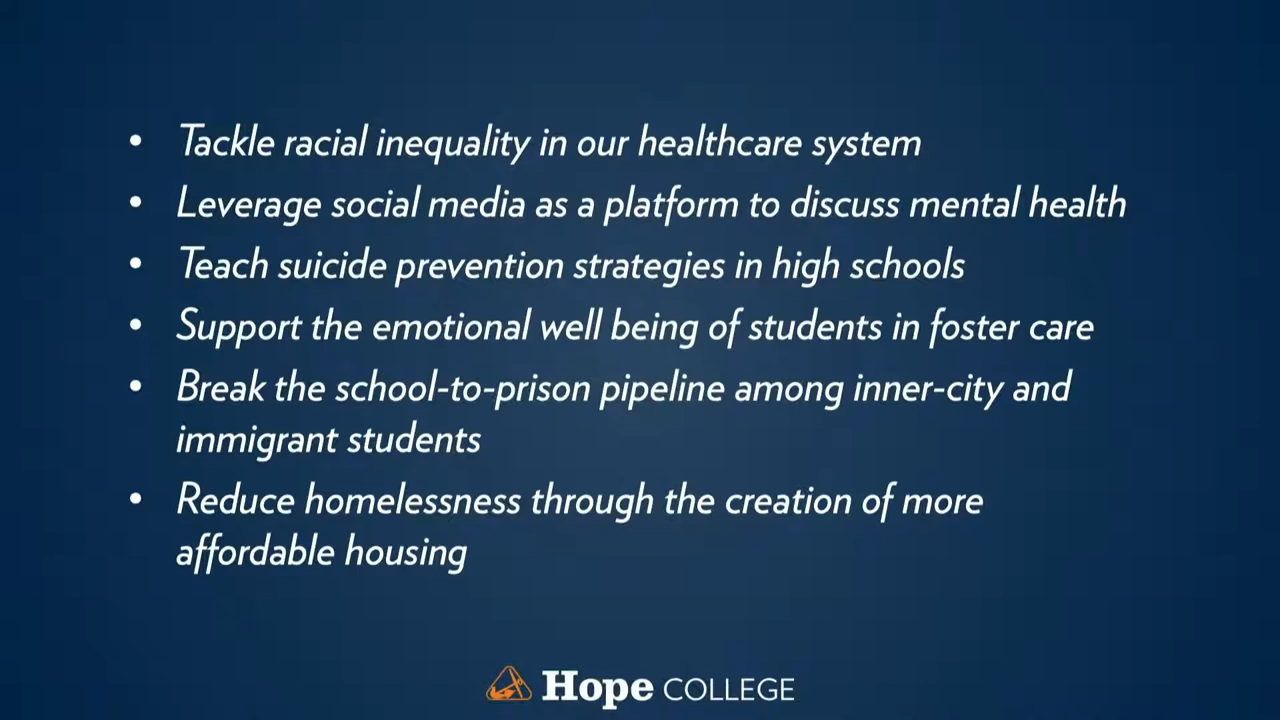 • Tackle racial inequality in our healthcare system
• Leverage social media as a platform to discuss mental health
• Teach suicide prevention strategies in high schools
• Support the emotional well being of students in foster care
• Break the school-to-prison pipeline among inner-city and
immigrant students
• Reduce homelessness through the creation of more
affordable housing
Hope COLLEGE